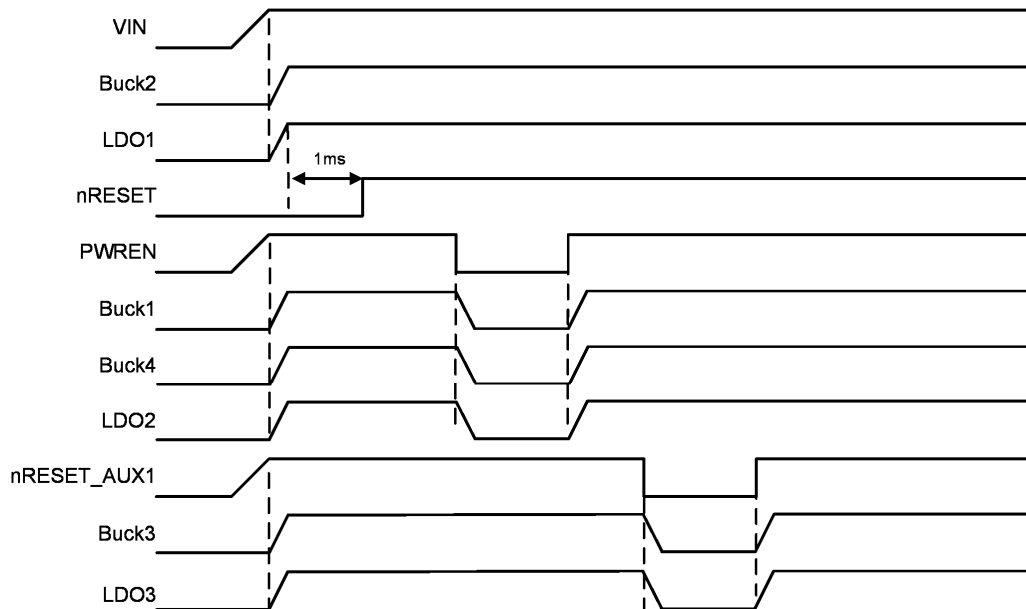 VIN
Buck2
LDO1
1ms
nRESET
PWREN
Buck1
Buck4
LDO2
nRESET_AUX1
Buck3
LDO3